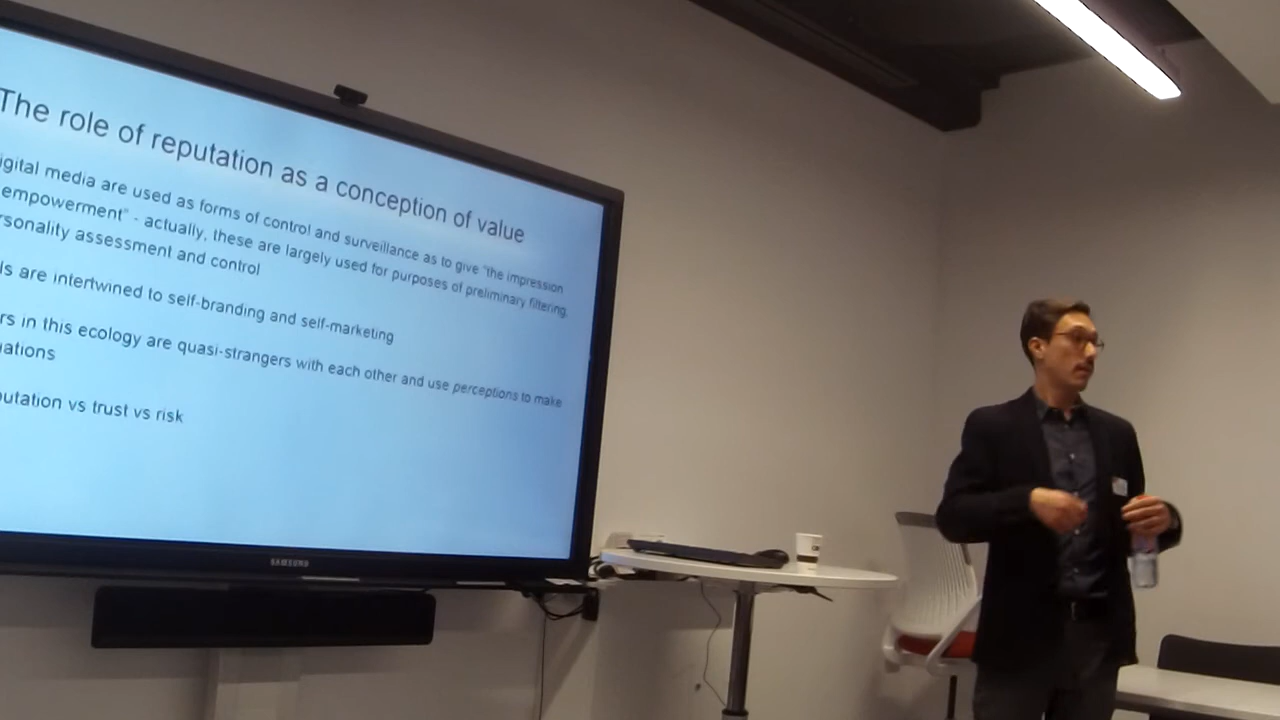 The role of reputation as a conception of value
igital media are used as forms of control and surveillance as to give "the impression
empowerment" - actually, these are largely used for purposes of preliminary filtering,
rsonality assessment and control
ls are intertwined to self-branding and self-marketing
rs in this ecology are quasi-strangers with each other and use perceptions to make
uations
utation vs trust vs risk
SAMSUNG